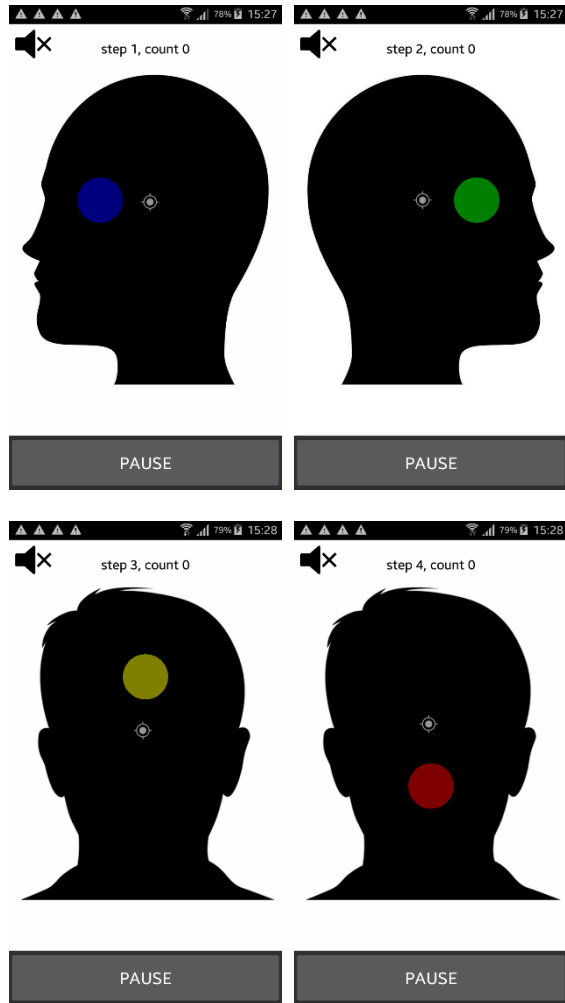 78% 15:27
step 1, count 0
PAUSE
78% 15:27
step 2, count 0
PAUSE
79% 15:28
step 3, count 0
PAUSE
79% 15:28
step 4, count 0
PAUSE